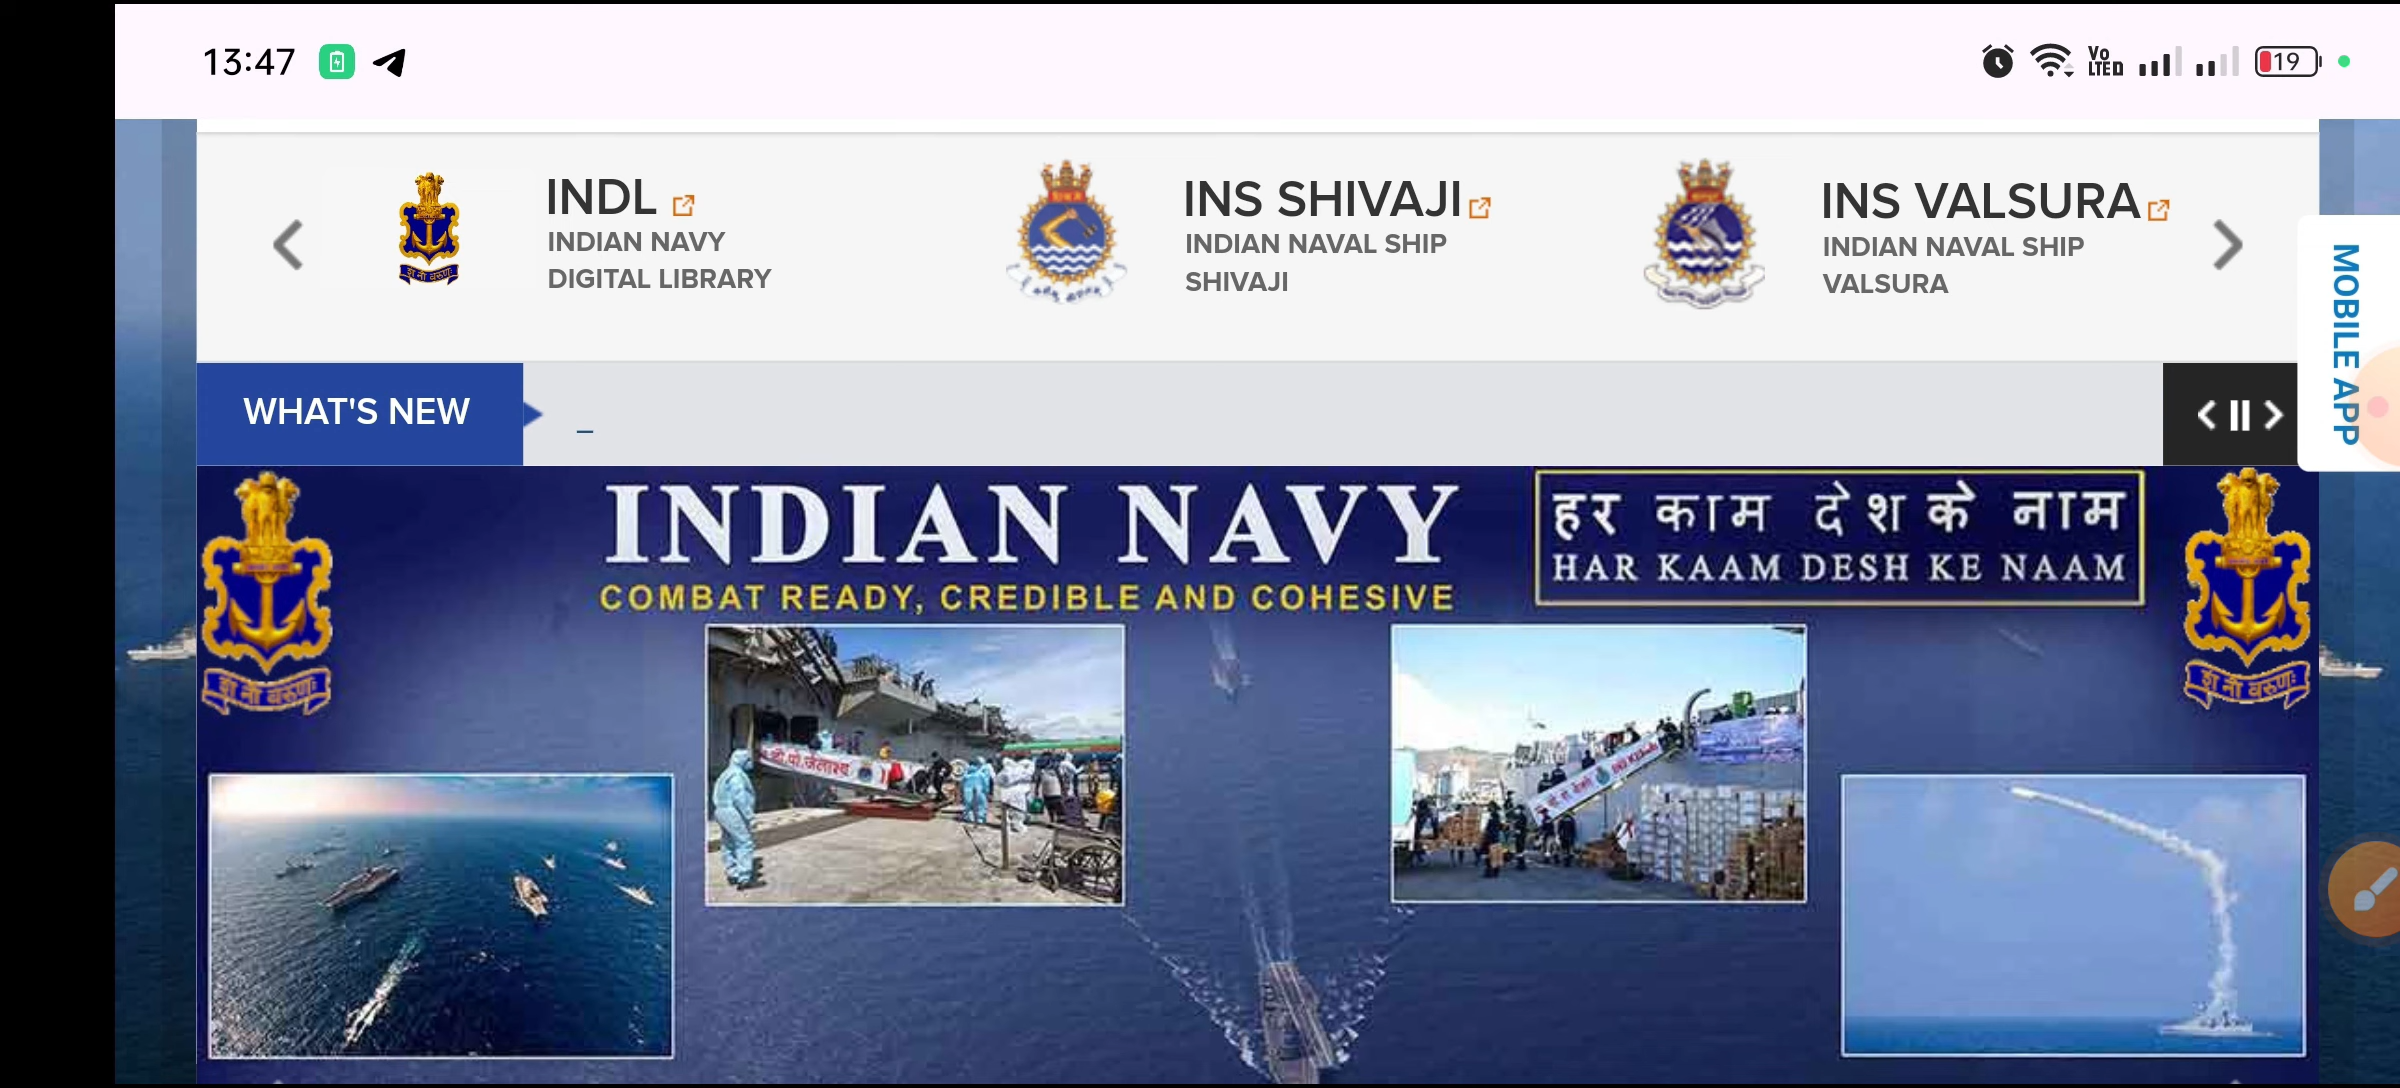 13:47
Vo LTE
19
INDL
INDIAN NAVY
DIGITAL LIBRARY
INS SHIVAJI
INDIAN NAVAL SHIP
SHIVAJI
INS VALSURA
INDIAN NAVAL SHIP
VALSURA
MOBILE APP
WHAT'S NEW
INDIAN NAVY
COMBAT READY, CREDIBLE AND COHESIVE
हर काम देश के नाम
HAR KAAM DESH KE NAAM
शं नो वरुणः
शं नो वरुणः